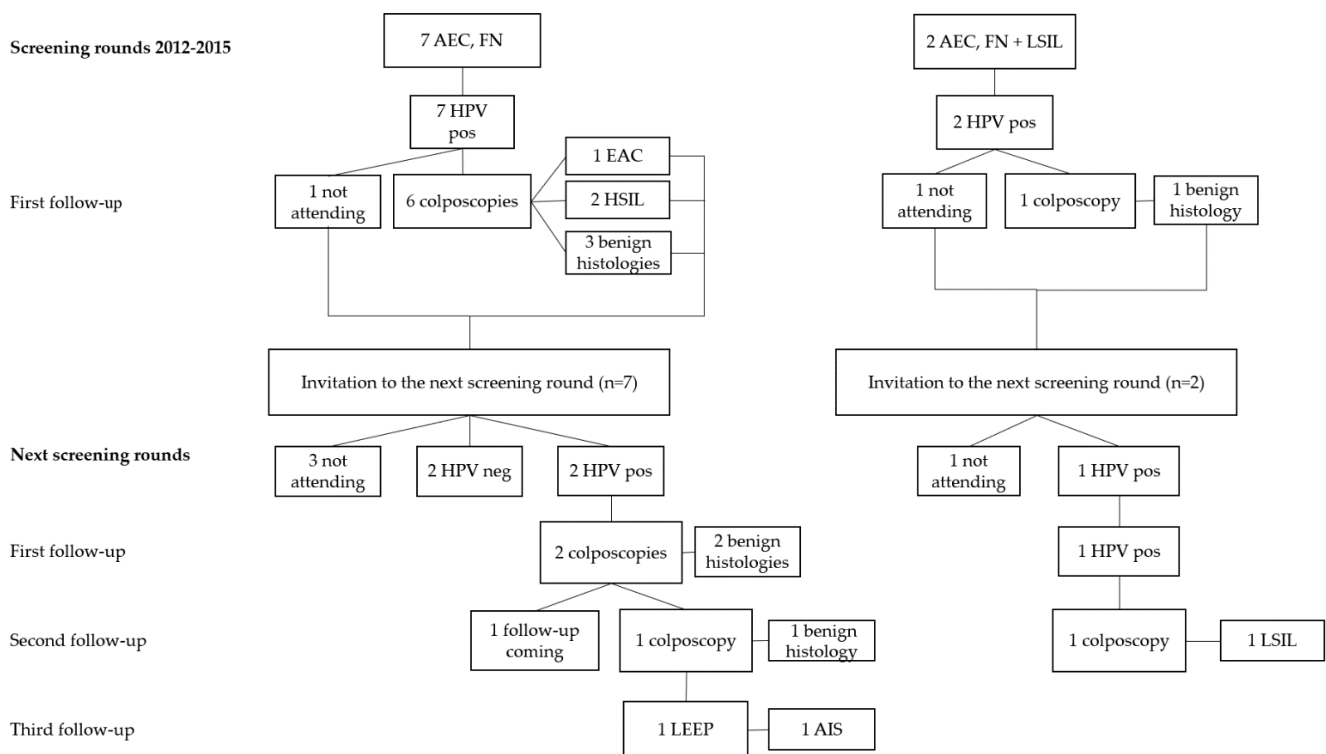 Screening rounds 2012-2015
7 AEC, FN
2 AEC, FN + LSIL
7 HPV
pos
2 HPV pos
First follow-up
1 not
attending
6 colposcopies
1 EAC
2 HSIL
3 benign
histologies
1 not
attending
1 colposcopy
1 benign
histology
Invitation to the next screening round (n=7)
Invitation to the next screening round (n=2)
Next screening rounds
3 not
attending
2 HPV neg
2 HPV pos
1 not
attending
1 HPV pos
First follow-up
2 colposcopies
2 benign
histologies
1 HPV pos
Second follow-up
1 follow-up
coming
1 colposcopy
1 benign
histology
1 colposcopy
1 LSIL
Third follow-up
1 LEEP
1 AIS